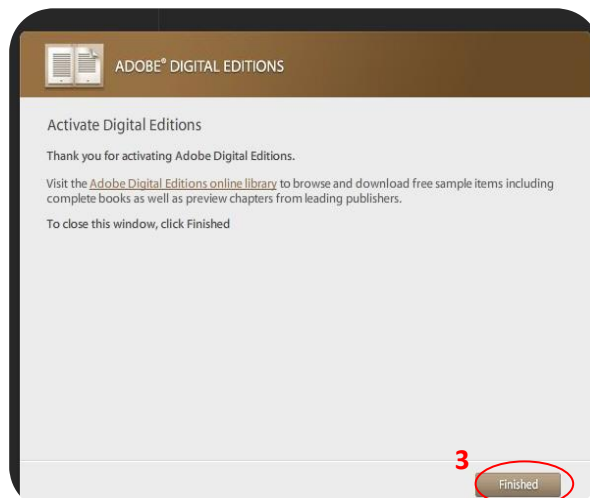 ADOBE® DIGITAL EDITIONS
Activate Digital Editions
Thank you for activating Adobe Digital Editions.
Visit the Adobe Digital Editions online library to browse and download free sample items including
complete books as well as preview chapters from leading publishers.
To close this window, click Finished
3
Finished